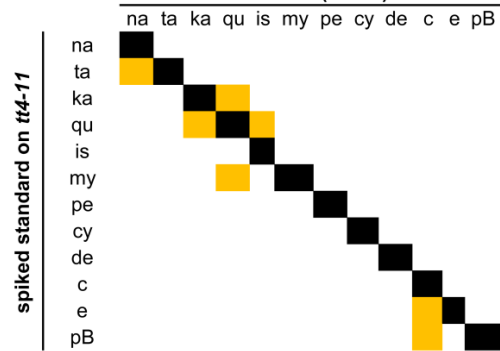 na ta ka qu is my pe cy de c e pB
na
ta
ka
qu
is
my
pe
cy
de
c
e
pB
spiked standard on tt4-11